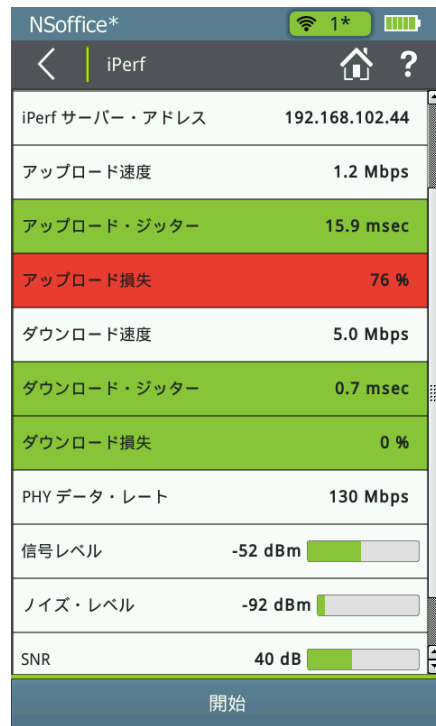 NSoffice*
1*
iPerf
?
iPerf サーバー・アドレス 192.168.102.44
アップロード速度 1.2 Mbps
アップロード・ジッター 15.9 msec
アップロード損失 76 %
ダウンロード速度 5.0 Mbps
ダウンロード・ジッター 0.7 msec
ダウンロード損失 0 %
PHY データ・レート 130 Mbps
信号レベル -52 dBm
ノイズ・レベル -92 dBm
SNR 40 dB
開始